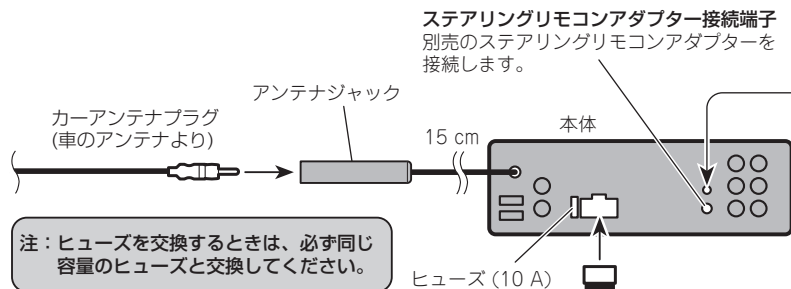 ステアリングリモコンアダプター接続端子
別売のステアリングリモコンアダプターを
接続します。
アンテナジャック
カーアンテナプラグ
(車のアンテナより)
15 cm
本体
注：ヒューズを交換するときは、必ず同じ
容量のヒューズと交換してください。
ヒューズ (10 A)